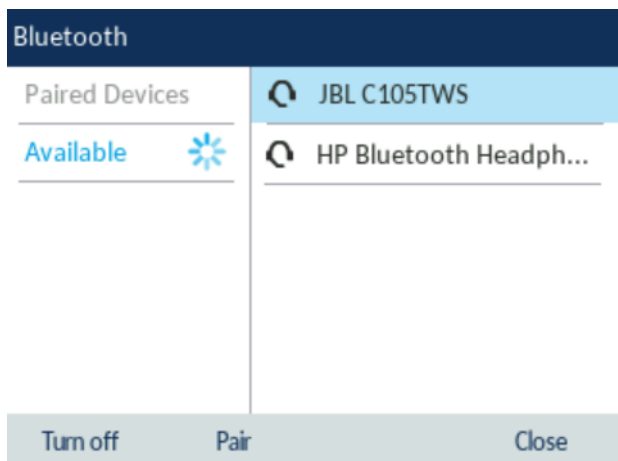 Bluetooth
Paired Devices
Available
JBL C105TWS
HP Bluetooth Headph...
Turn off Pair Close